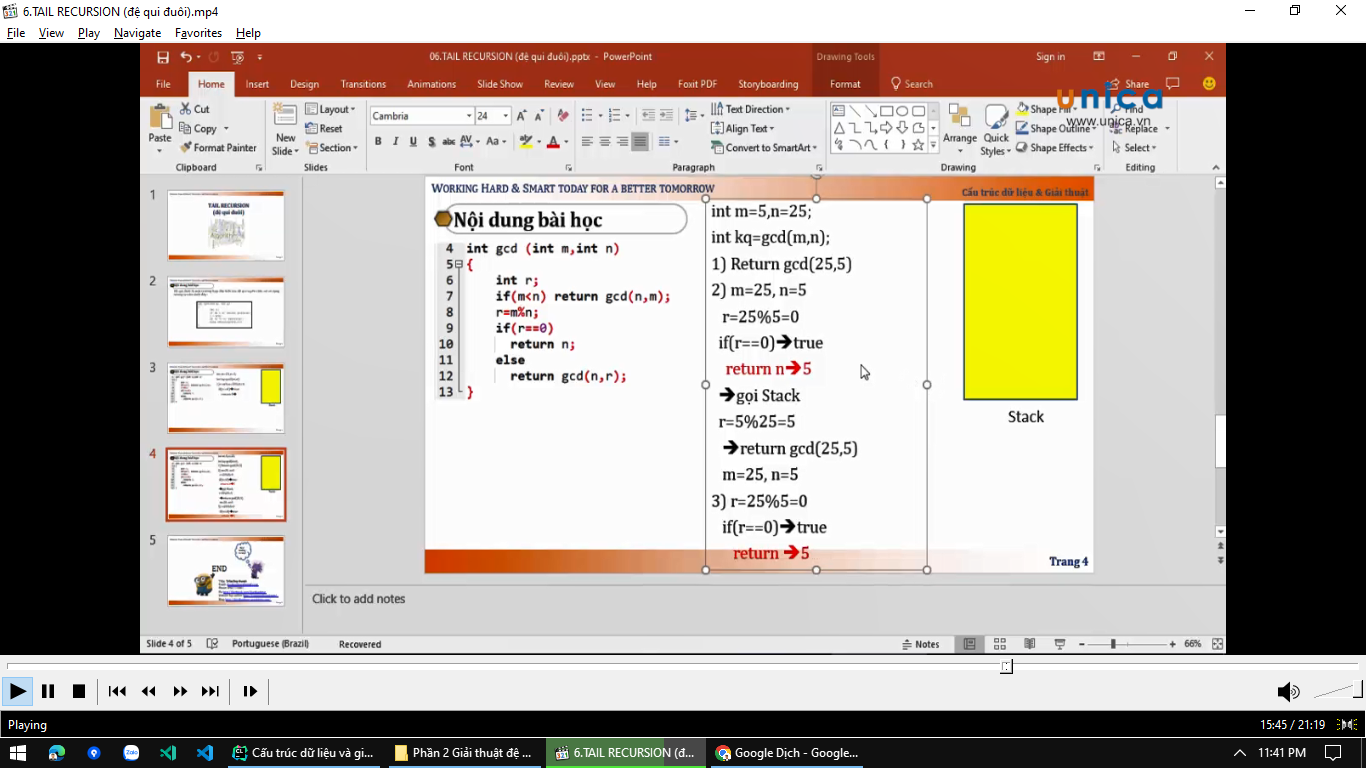 6.TAIL RECURSION (đệ qui đuôi).mp4
File View Play Navigate Favorites Help
06.TAIL RECURSION (đệ qui đuôi).pptx - PowerPoint
Drawing Tools
Sign in
File Home Insert Design Transitions Animations Slide Show Review View Help Foxit PDF Storyboarding Format Search Share
unica
www.unica.vn
Paste
Cut
Copy
Format Painter
Clipboard
New Slide
Layout
Reset
Section
Slides
Cambria 24
Font
Text Direction
Align Text
Convert to SmartArt
Paragraph
Arrange
Quick Styles
Shape Fill
Shape Outline
Shape Effects
Drawing
Find
Replace
Select
Editing
1
2
3
4
5
TAIL RECURSION
(đệ qui đuôi)
END
WORKING HARD & SMART TODAY FOR A BETTER TOMORROW
Cấu trúc dữ liệu & Giải thuật
Nội dung bài học
4 int gcd (int m,int n)
5 {
6 int r;
7 if(m<n) return gcd(n,m);
8 r=m%n;
9 if(r==0)
10 return n;
11 else
12 return gcd(n,r);
13 }
int m=5,n=25;
int kq=gcd(m,n);
1) Return gcd(25,5)
2) m=25, n=5
r=25%5=0
if(r==0)➔true
return n➔5
➔gọi Stack
r=5%25=5
➔return gcd(25,5)
m=25, n=5
3) r=25%5=0
if(r==0)➔true
return ➔5
Stack
Trang 4
Click to add notes
Slide 4 of 5 Portuguese (Brazil) Recovered Notes 66%
Playing
15:45 / 21:19
Zalo
Cấu trúc dữ liệu và gi...
Phần 2 Giải thuật đệ ...
6.TAIL RECURSION (đ...
Google Dịch - Google...
11:41 PM